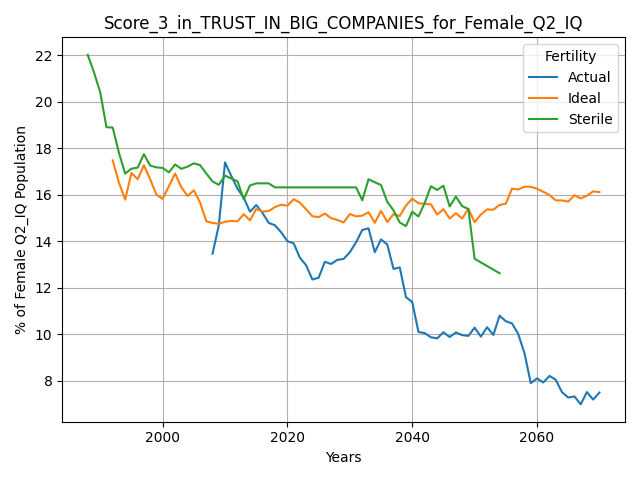 Score_3_in_TRUST_IN_BIG_COMPANIES_for_Female_Q2_IQ
Fertility
Actual
Ideal
Sterile
% of Female Q2_IQ Population
22
20
18
16
14
12
10
8
2000 2020 2040 2060
Years